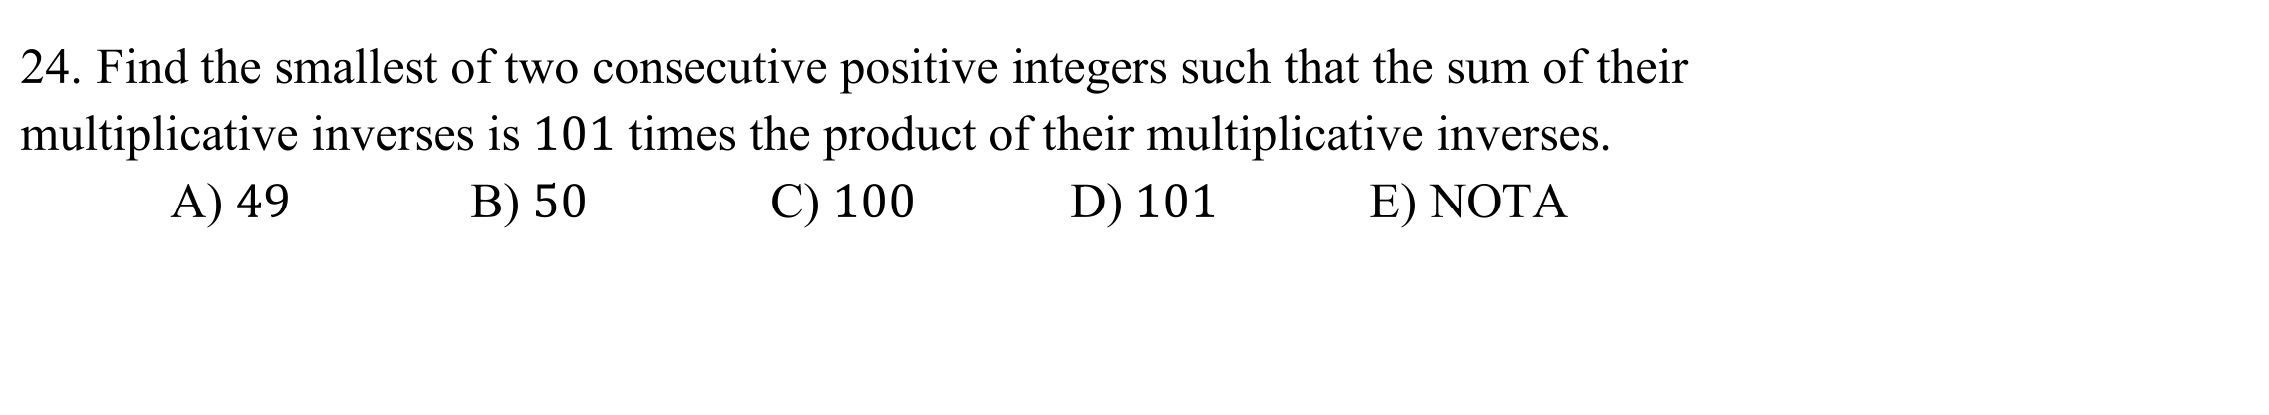 24. Find the smallest of two consecutive positive integers such that the sum of their
multiplicative inverses is 101 times the product of their multiplicative inverses.
A) 49 B) 50 C) 100 D) 101 E) NOTA